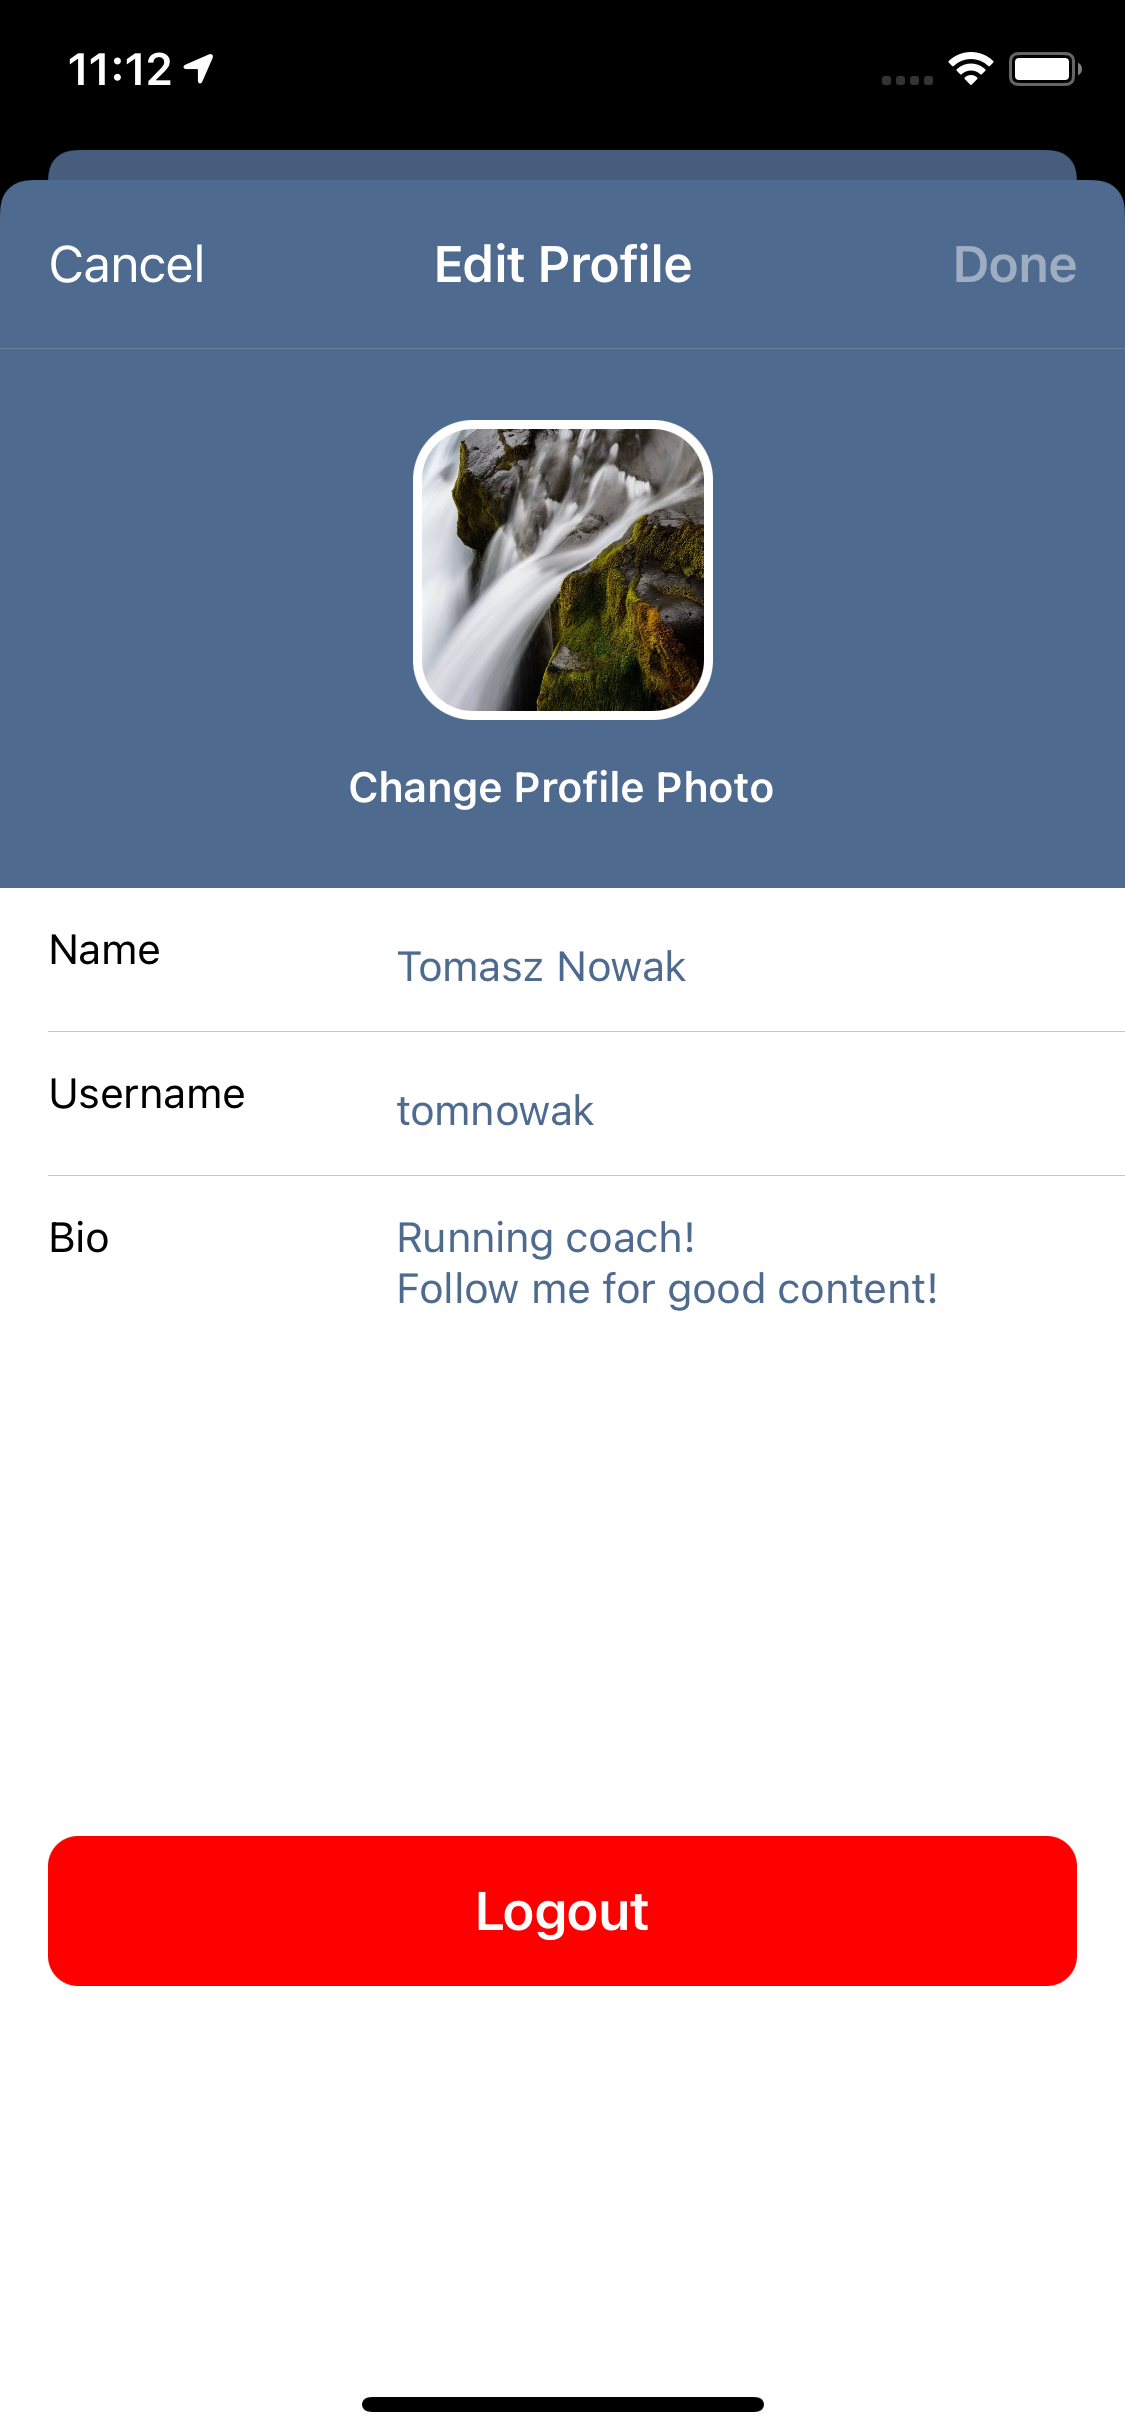 11:12
Cancel Edit Profile Done
Change Profile Photo
Name Tomasz Nowak
Username tomnowak
Bio Running coach!
Follow me for good content!
Logout